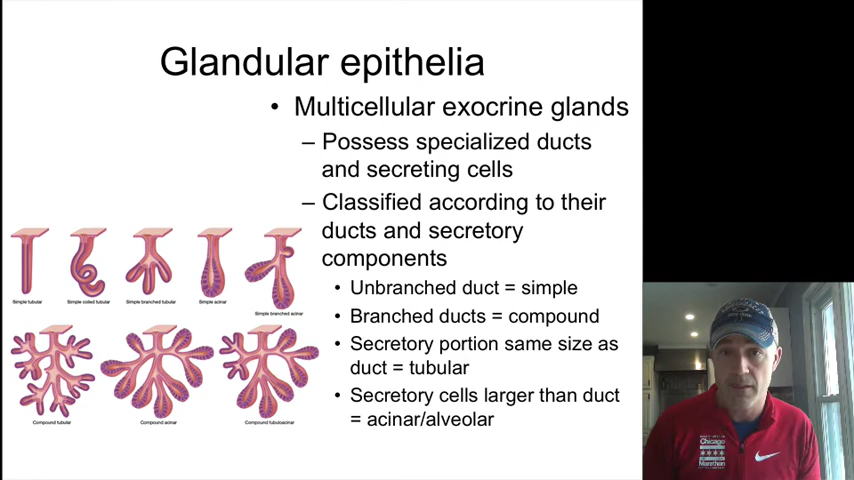 Glandular epithelia
• Multicellular exocrine glands
– Possess specialized ducts
and secreting cells
– Classified according to their
ducts and secretory
components
• Unbranched duct = simple
• Branched ducts = compound
• Secretory portion same size as
duct = tubular
• Secretory cells larger than duct
= acinar/alveolar
Simple tubular
Simple coiled tubular
Simple branched tubular
Simple acinar
Simple branched acinar
Compound tubular
Compound acinar
Compound tubuloacinar
Chicago
Marathon